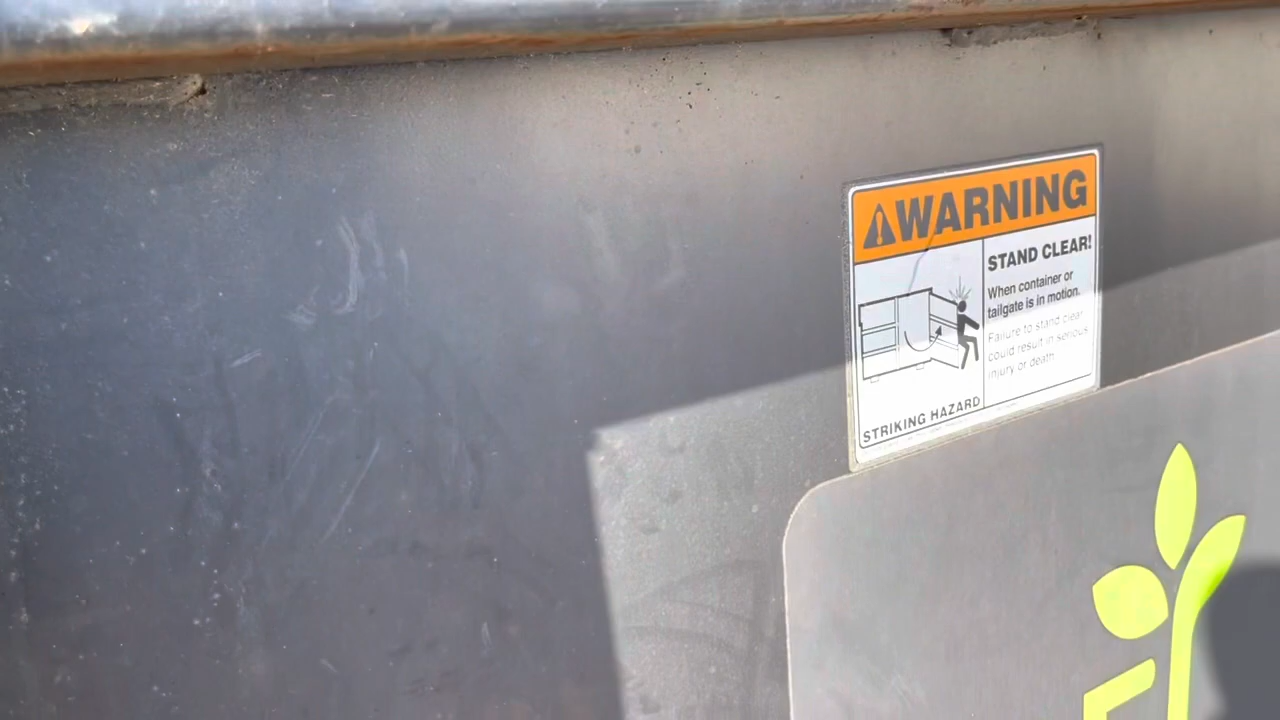 WARNING
STAND CLEAR!
When container or
tailgate is in motion.
Failure to stand clear
could result in serious
injury or death.
STRIKING HAZARD